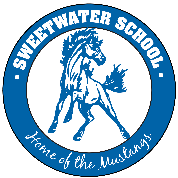 · SWEETWATER SCHOOL ·
Home of the Mustangs